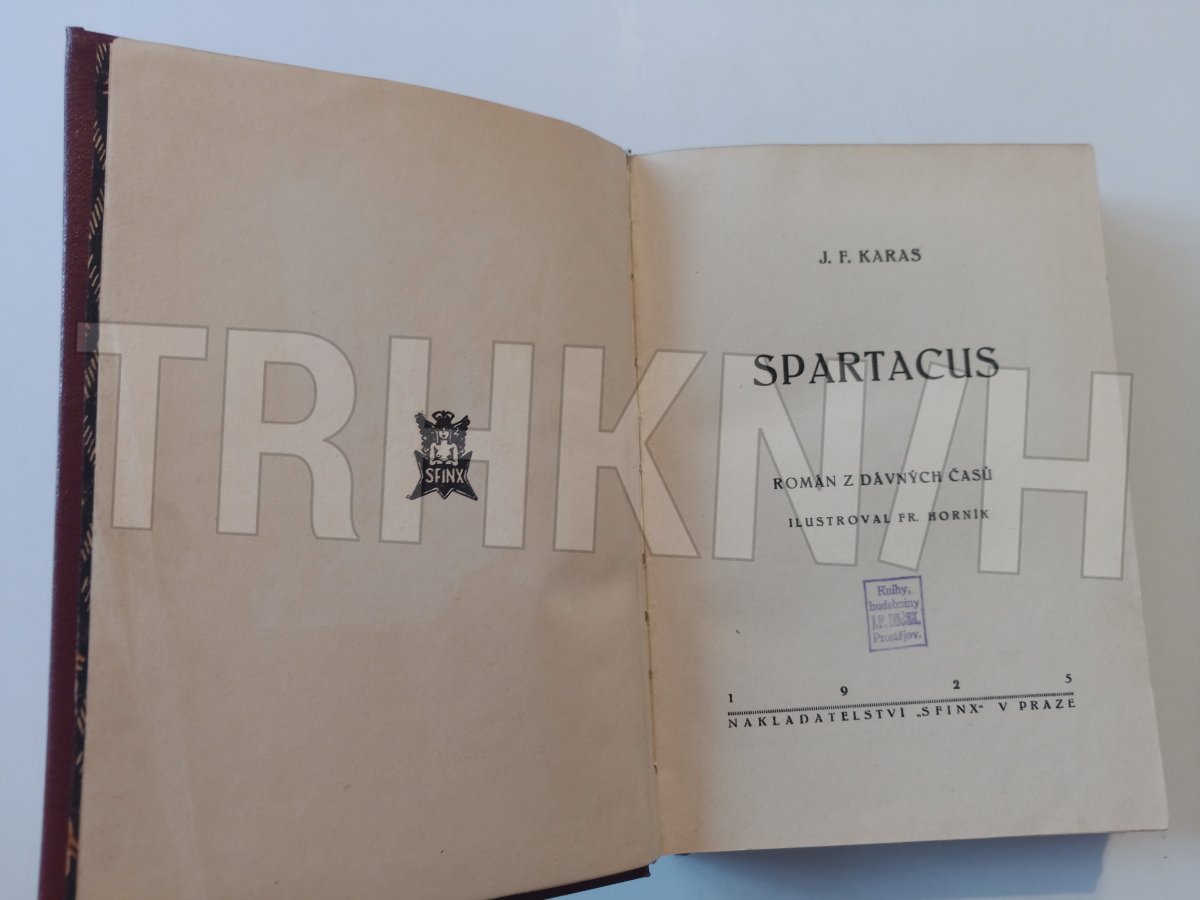 SFINX
J. F. KARAS
SPARTACUS
ROMÁN Z DÁVNÝCH ČASŮ
ILUSTROVAL FR. HORNÍK
Knihy,
hudebniny
J.F.
Prostějov.
1 9 2 5
NAKLADATELSTVÍ „SFINX“ V PRAZE
TRHKNIH